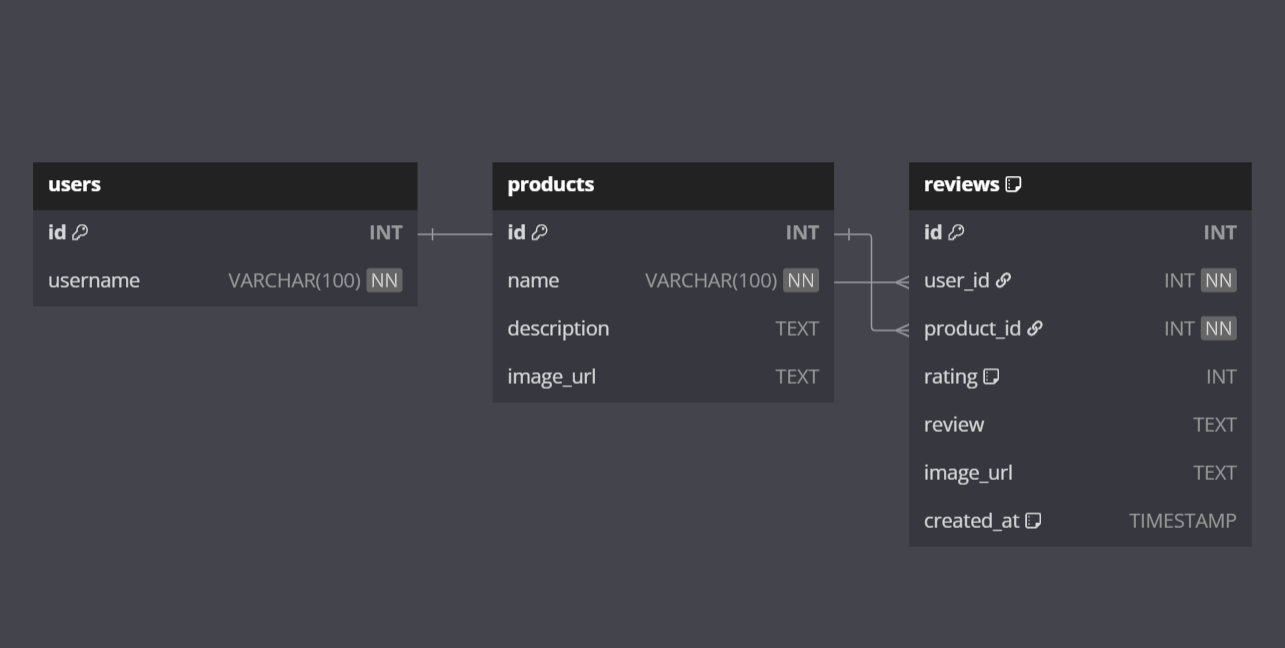 users
id INT
username VARCHAR(100) NN
products
id INT
name VARCHAR(100) NN
description TEXT
image_url TEXT
reviews
id INT
user_id INT NN
product_id INT NN
rating INT
review TEXT
image_url TEXT
created_at TIMESTAMP